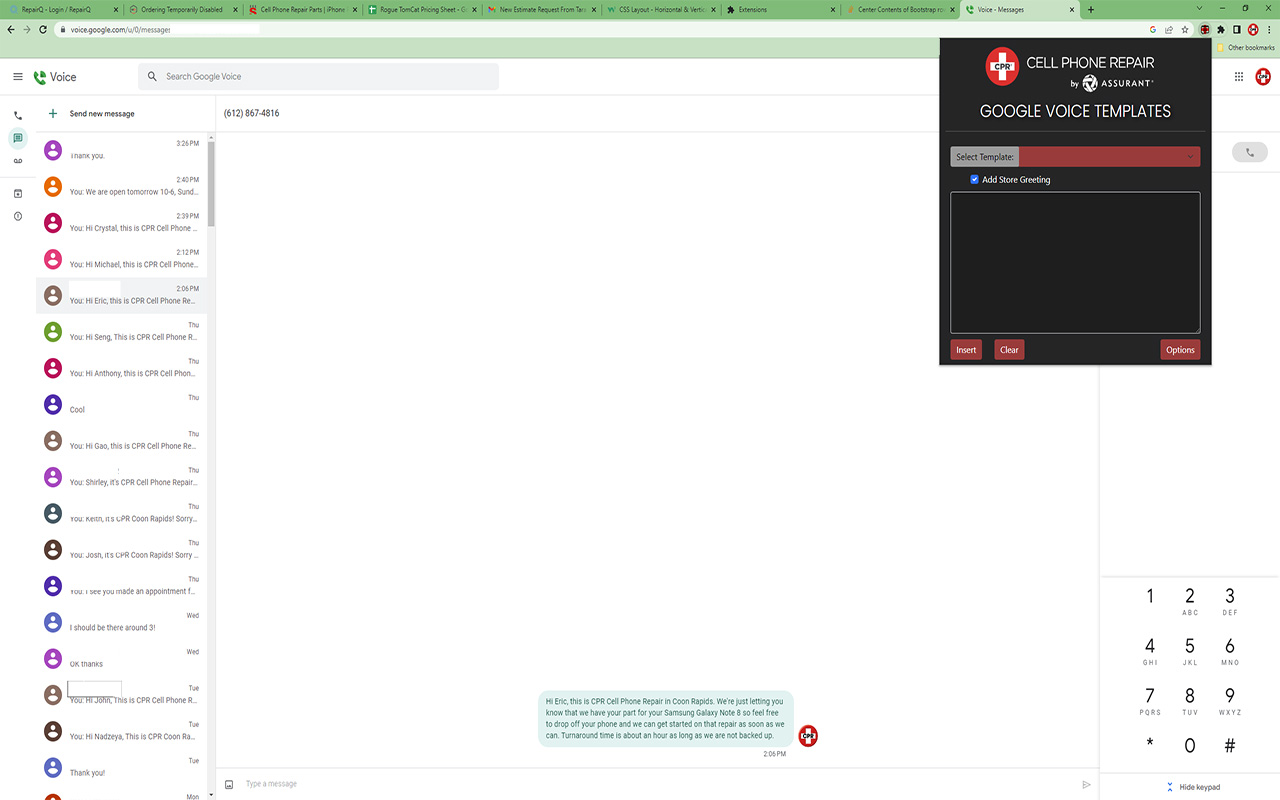 RepairQ - Login / RepairQ
Ordering Temporarily Disabled
Cell Phone Repair Parts | iPhone
Rogue TomCat Pricing Sheet - G
New Estimate Request From Tar
CSS Layout - Horizontal & Vertic
Extensions
Center Contents of Bootstrap ro
Voice - Messages
voice.google.com/u/0/messages
Other bookmarks
Voice
Search Google Voice
Send new message
(612) 867-4816
3:26 PM
Thank you.
2:40 PM
You: We are open tomorrow 10-6, Sund...
2:39 PM
You: Hi Crystal, this is CPR Cell Phone ...
2:12 PM
You: Hi Michael, this is CPR Cell Phone...
2:06 PM
You: Hi Eric, this is CPR Cell Phone Re...
Thu
You: Hi Seng, This is CPR Cell Phone R...
Thu
You: Hi Anthony, this is CPR Cell Phon...
Thu
Cool
Thu
You: Hi Gao, this is CPR Cell Phone Re...
Thu
You: Shirley, it's CPR Cell Phone Repair...
Thu
You: Keith, it's CPR Coon Rapids! Sorry...
Thu
You: Josh, it's CPR Coon Rapids! Sorry ...
Thu
You: I see you made an appointment f...
Wed
I should be there around 3!
Wed
OK thanks
Tue
You: Hi John, This is CPR Cell Phone R...
Tue
You: Hi Nadzeya, This is CPR Coon Ra...
Tue
Thank you!
Mon
Hi Eric, this is CPR Cell Phone Repair in Coon Rapids. We're just letting you
know that we have your part for your Samsung Galaxy Note 8 so feel free
to drop off your phone and we can get started on that repair as soon as we
can. Turnaround time is about an hour as long as we are not backed up.
CPR
2:06 PM
Type a message
CPR
CELL PHONE REPAIR
by ASSURANT
GOOGLE VOICE TEMPLATES
Select Template:
Add Store Greeting
Insert
Clear
Options
CPR
1
2
3
ABC
DEF
4
5
6
GHI
JKL
MNO
7
8
9
PQRS
TUV
WXYZ
*
0
#
Hide keypad